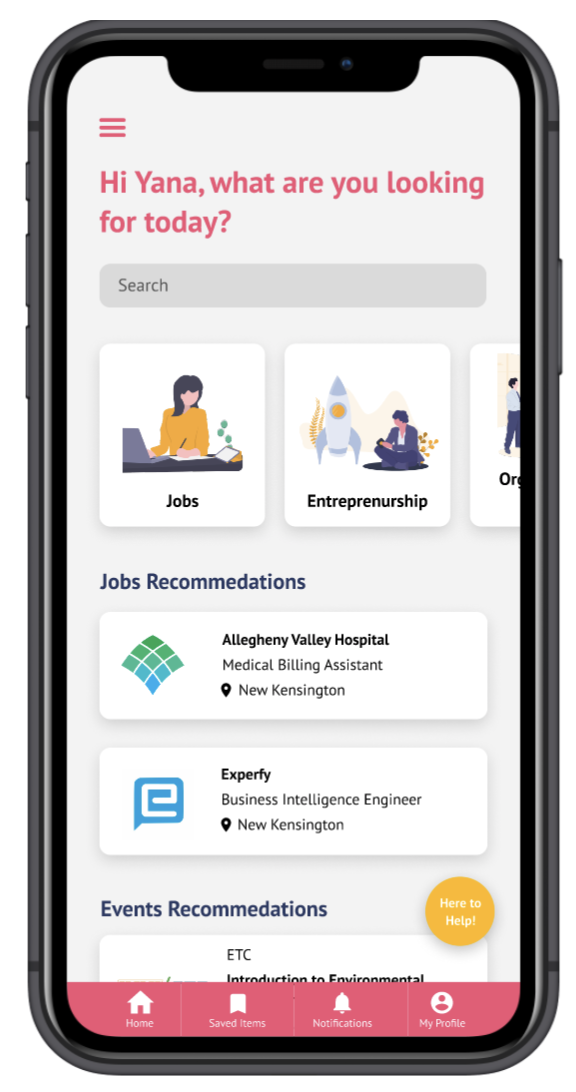 Hi Yana, what are you looking
for today?
Search
Jobs
Entreprenurship
Jobs Recommedations
Allegheny Valley Hospital
Medical Billing Assistant
New Kensington
Experfy
Business Intelligence Engineer
New Kensington
Events Recommedations
Here to
Help!
ETC
Introduction to Environmental
Home
Saved Items
Notifications
My Profile